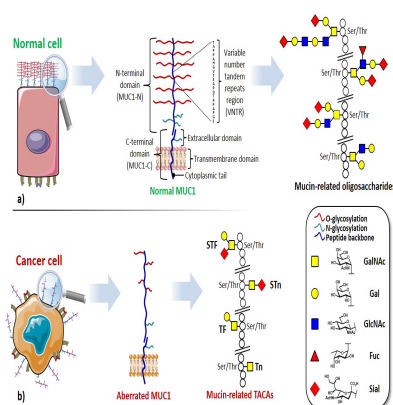 Normal cell
N-terminal
domain
(MUC1-N)
Variable
number
tandem
repeats
region
(VNTR)
C-terminal
domain
(MUC1-C)
Extracellular domain
Transmembrane domain
Cytoplasmic tail
Normal MUC1
Ser/Thr
Ser/Thr
Ser/Thr
Ser/Thr
AcHN
Mucin-related oligosaccharide
a)
Cancer cell
Aberrated MUC1
STF
Ser/Thr
Ser/Thr
STn
TF
Ser/Thr
Ser/Thr
Tn
AcHN
Mucin-related TACAs
b)
O-glycosylation
N-glycosylation
Peptide backbone
GalNAc
Gal
GlcNAc
Fuc
Sial